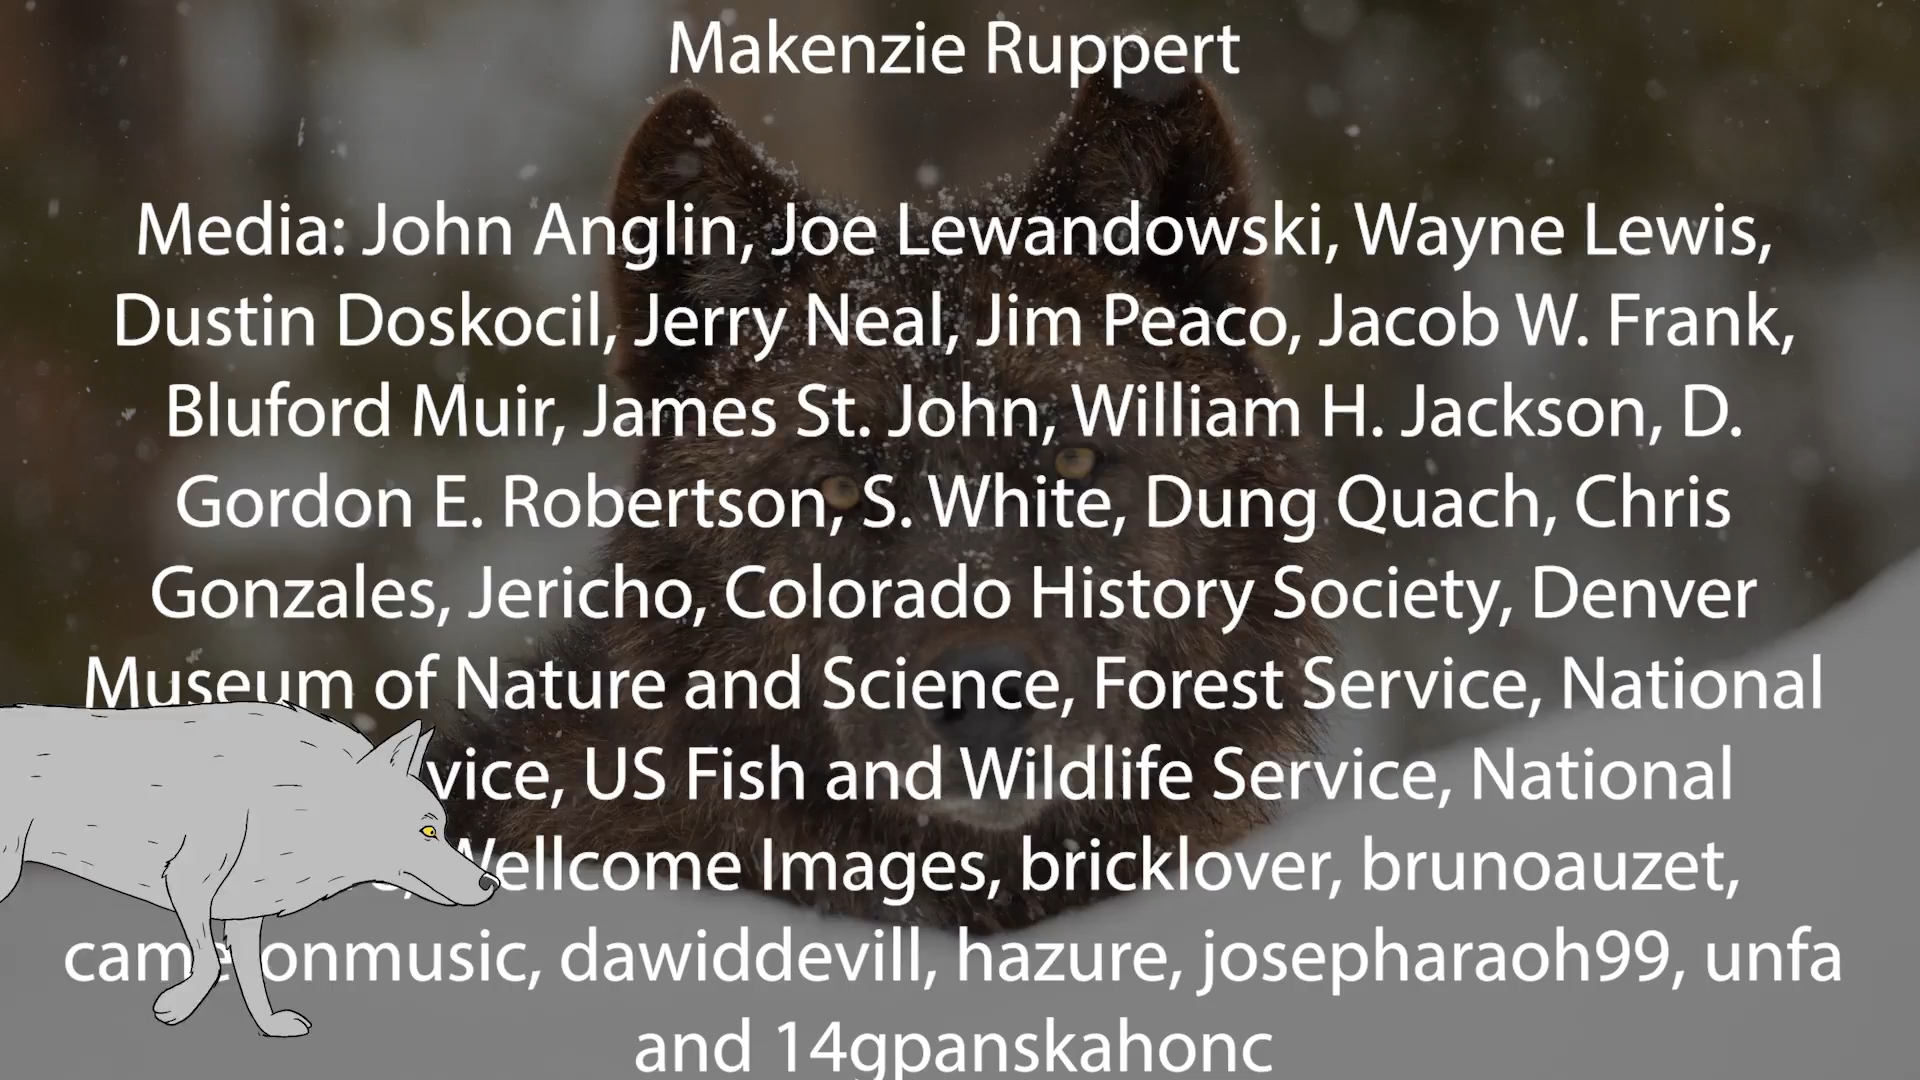 Makenzie Ruppert
Media: John Anglin, Joe Lewandowski, Wayne Lewis,
Dustin Doskocil, Jerry Neal, Jim Peaco, Jacob W. Frank,
Bluford Muir, James St. John, William H. Jackson, D.
Gordon E. Robertson, S. White, Dung Quach, Chris
Gonzales, Jericho, Colorado History Society, Denver
Museum of Nature and Science, Forest Service, National
US Fish and Wildlife Service, National
Wellcome Images, bricklover, brunoauzet,
dawiddevill, hazure, josepharaoh99, unfa
and 14gpanskahonc